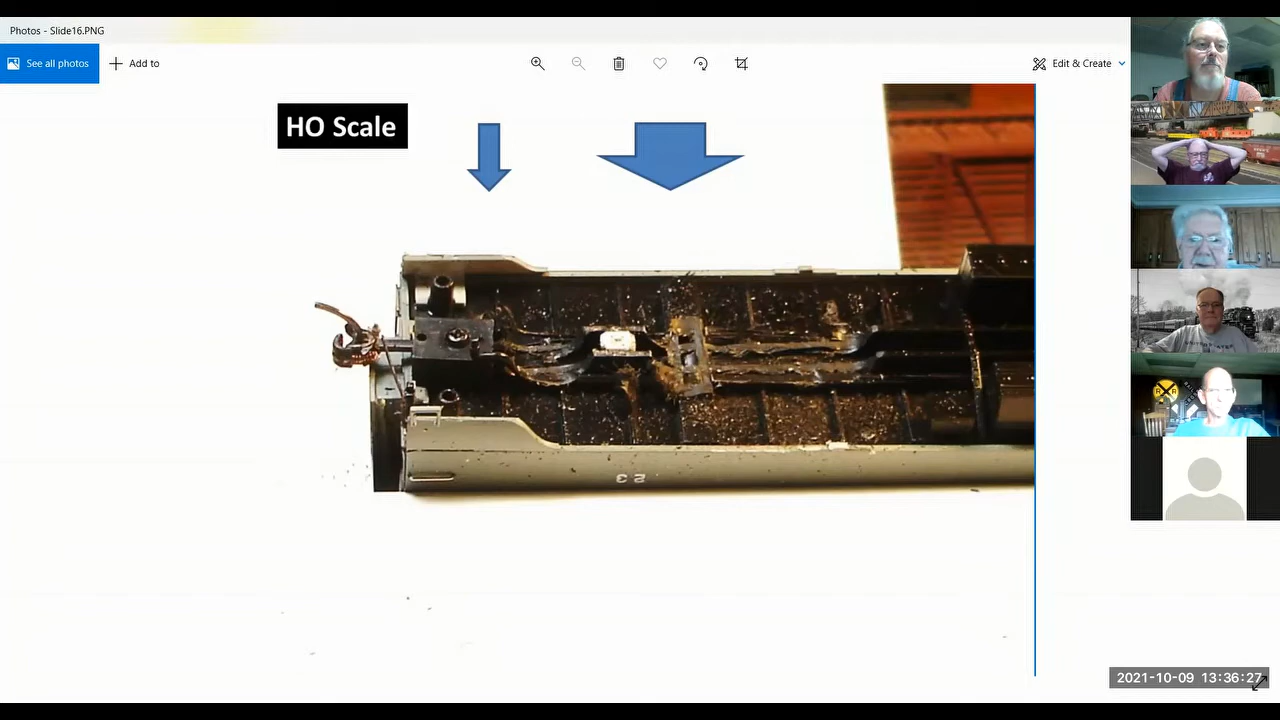 Photos - Slide16.PNG
See all photos
Add to
Edit & Create
HO Scale
2021-10-09 13:36:27